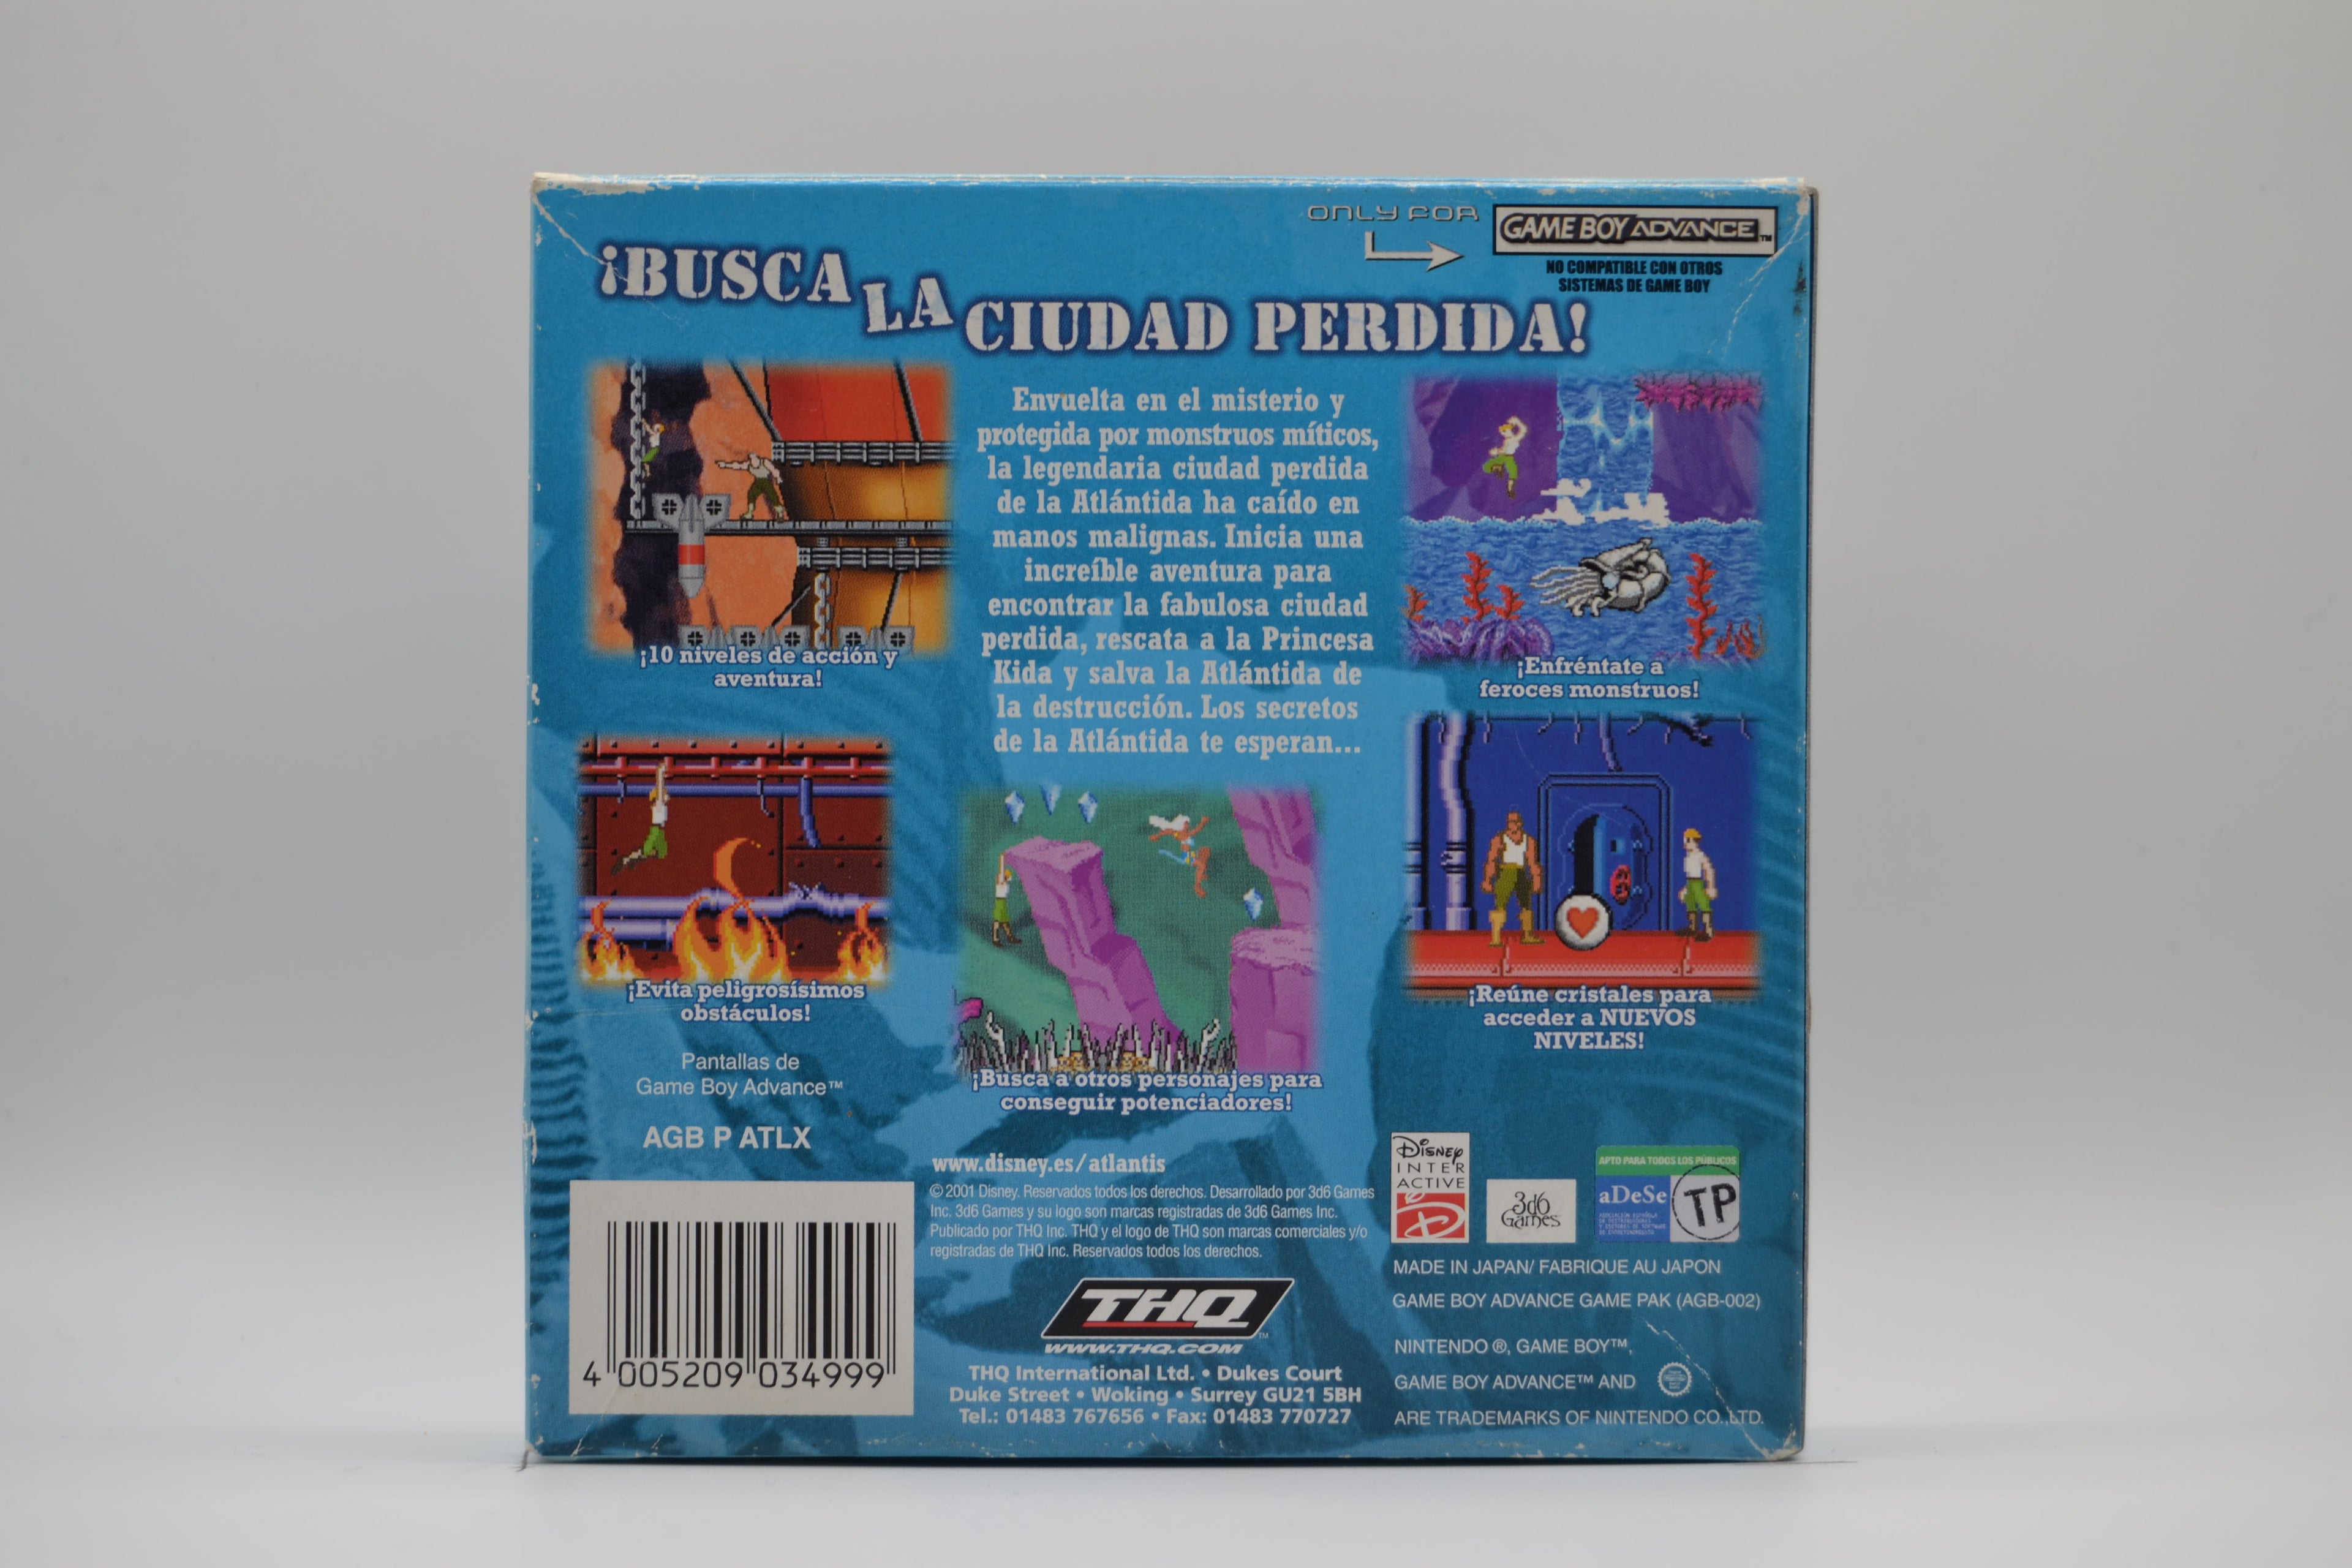 ONLY FOR
GAME BOY ADVANCE™
NO COMPATIBLE CON OTROS
SISTEMAS DE GAME BOY
¡BUSCA LA CIUDAD PERDIDA!
Envuelta en el misterio y
protegida por monstruos míticos,
la legendaria ciudad perdida
de la Atlántida ha caído en
manos malignas. Inicia una
increíble aventura para
encontrar la fabulosa ciudad
perdida, rescata a la Princesa
Kida y salva la Atlántida de
la destrucción. Los secretos
de la Atlántida te esperan...
¡10 niveles de acción y
aventura!
¡Enfréntate a
feroces monstruos!
¡Evita peligrosísimos
obstáculos!
¡Reúne cristales para
acceder a NUEVOS
NIVELES!
¡Busca a otros personajes para
conseguir potenciadores!
Pantallas de
Game Boy Advance™
AGB P ATLX
4 005209 034999
www.disney.es/atlantis
© 2001 Disney. Reservados todos los derechos. Desarrollado por 3d6 Games
Inc. 3d6 Games y su logo son marcas registradas de 3d6 Games Inc.
Publicado por THQ Inc. THQ y el logo de THQ son marcas comerciales y/o
registradas de THQ Inc. Reservados todos los derechos.
THQ™
WWW.THQ.COM
THQ International Ltd. • Dukes Court
Duke Street • Woking • Surrey GU21 5BH
Tel.: 01483 767656 • Fax: 01483 770727
DISNEY
INTER
ACTIVE
D
3d6
Games
APTO PARA TODOS LOS PÚBLICOS
aDeSe
TP
MADE IN JAPAN/ FABRIQUE AU JAPON
GAME BOY ADVANCE GAME PAK (AGB-002)
NINTENDO ®, GAME BOY™,
GAME BOY ADVANCE™ AND
ARE TRADEMARKS OF NINTENDO CO.,LTD.